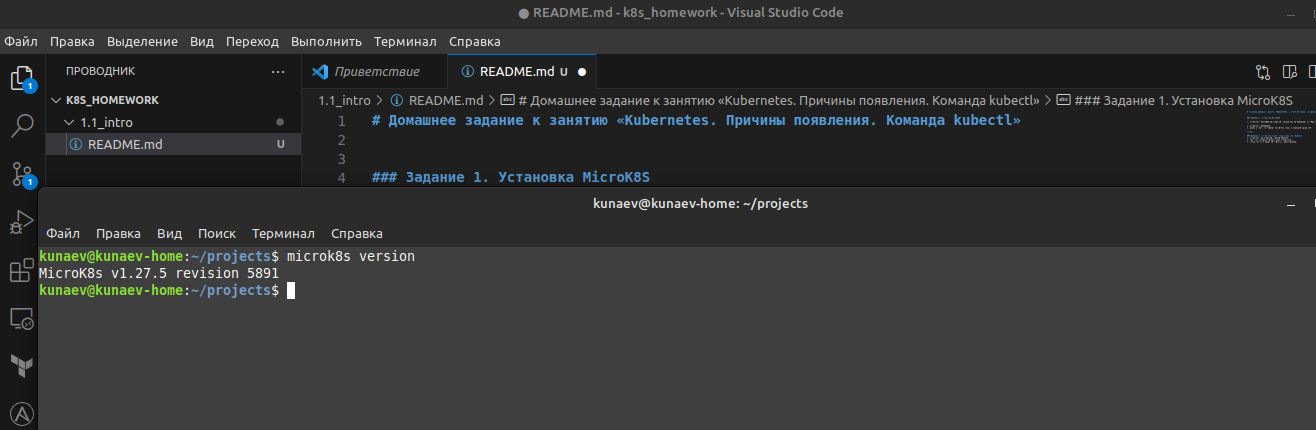 ● README.md - k8s_homework - Visual Studio Code
Файл Правка Выделение Вид Переход Выполнить Терминал Справка
ПРОВОДНИК ...
Приветствие
README.md U ●
K8S_HOMEWORK
1.1_intro
README.md U
1
1
1.1_intro > README.md > # Домашнее задание к занятию «Kubernetes. Причины появления. Команда kubectl» > ### Задание 1. Установка MicroK8S
1 # Домашнее задание к занятию «Kubernetes. Причины появления. Команда kubectl»
2
3
4 ### Задание 1. Установка MicroK8S
kunaev@kunaev-home: ~/projects
Файл Правка Вид Поиск Терминал Справка
kunaev@kunaev-home:~/projects$ microk8s version
MicroK8s v1.27.5 revision 5891
kunaev@kunaev-home:~/projects$